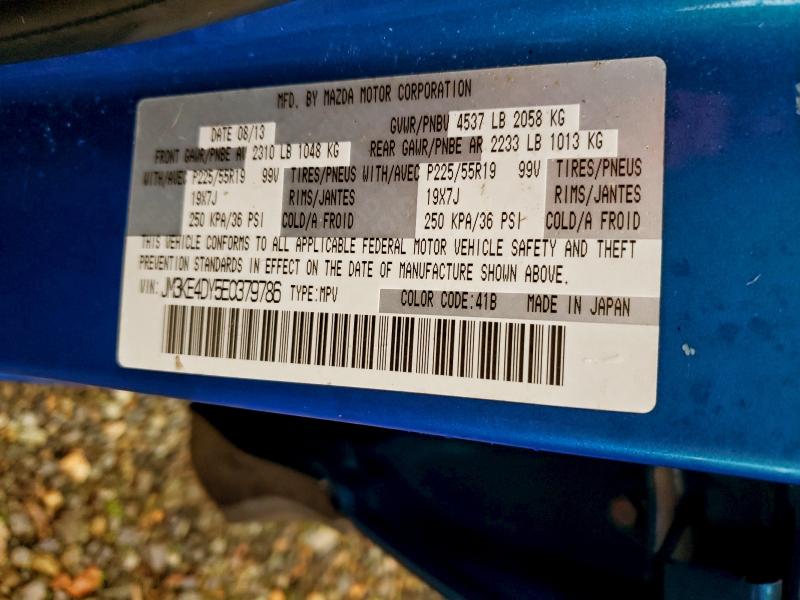 MFD. BY MAZDA MOTOR CORPORATION
DATE 08/13 GVWR/PNBV 4537 LB 2058 KG
FRONT GAWR/PNBE AV 2310 LB 1048 KG REAR GAWR/PNBE AR 2233 LB 1013 KG
WITH/AVEC P225/55R19 99V TIRES/PNEUS WITH/AVEC P225/55R19 99V TIRES/PNEUS
19X7J RIMS/JANTES 19X7J RIMS/JANTES
250 KPA/36 PSI COLD/A FROID 250 KPA/36 PSI COLD/A FROID
THIS VEHICLE CONFORMS TO ALL APPLICABLE FEDERAL MOTOR VEHICLE SAFETY AND THEFT
PREVENTION STANDARDS IN EFFECT ON THE DATE OF MANUFACTURE SHOWN ABOVE.
VIN: JM3KE4DY5E0379786 TYPE:MPV COLOR CODE:41B MADE IN JAPAN